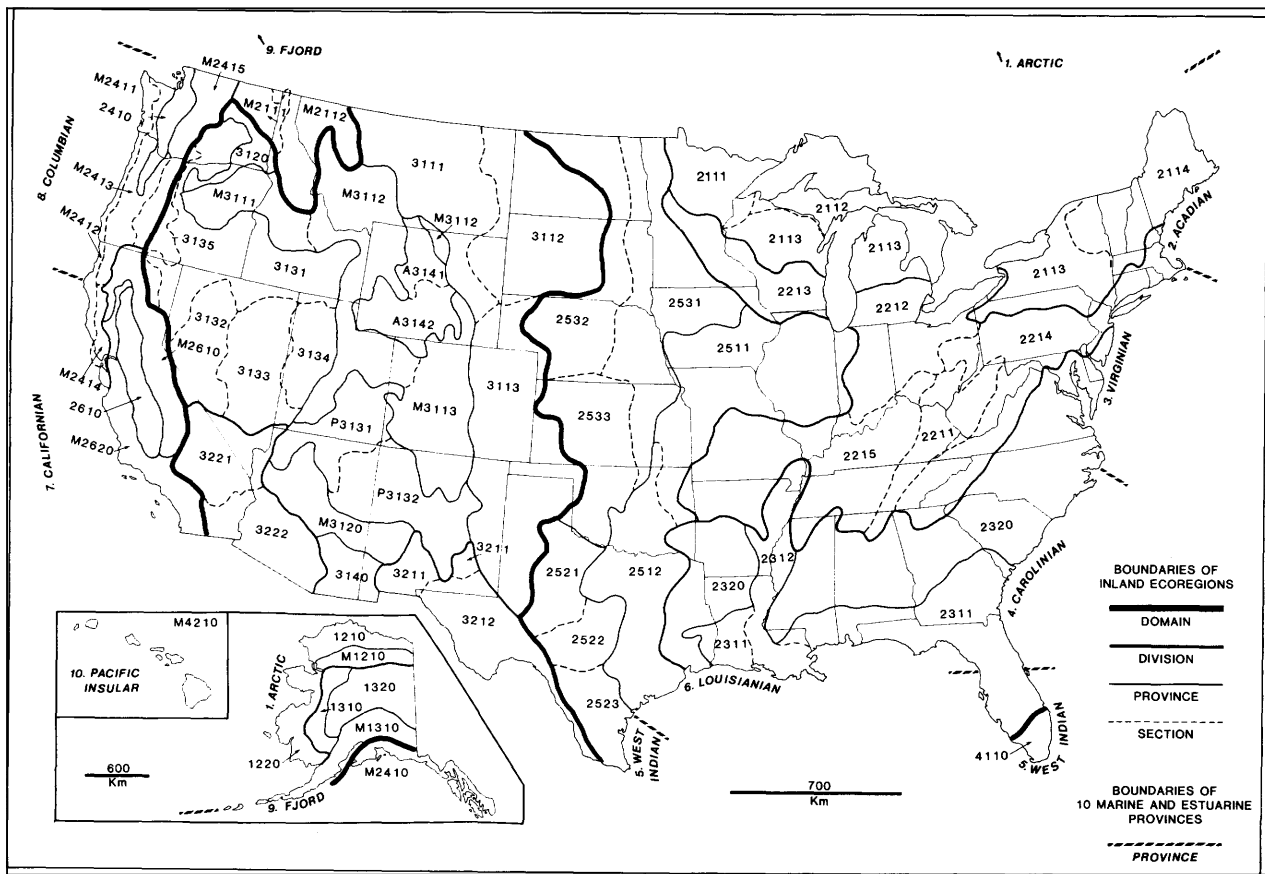 9. FJORD
1. ARCTIC
M2415
M2411
2410
M2111
M2112
8. COLUMBIAN
3120
3111
2111
2114
M2413
M3111
M3112
M3112
2112
2. ACADIAN
M2412
3135
3131
A3141
3112
2113
2113
2113
2531
2213
2212
A3142
2532
3132
M2610
3134
2511
2214
M2414
3133
3113
3. VIRGINIAN
2610
M3113
2533
P3131
2211
M2620
3221
2215
7. CALIFORNIAN
P3132
3222
M3120
2320
3211
2312
3140
3211
2521
2512
2320
4. CAROLINIAN
3212
2311
2311
2522
6. LOUISIANIAN
2523
5. WEST
INDIAN
4110
5. WEST
INDIAN
M4210
10. PACIFIC
INSULAR
1210
M1210
1. ARCTIC
1320
1310
M1310
1220
M2410
9. FJORD
600
Km
700
Km
BOUNDARIES OF
INLAND ECOREGIONS
DOMAIN
DIVISION
PROVINCE
SECTION
BOUNDARIES OF
10 MARINE AND ESTUARINE
PROVINCES
PROVINCE